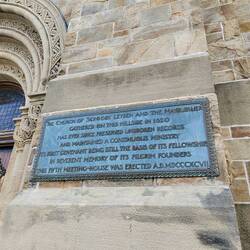 THE CHURCH OF SCROOBY LEYDEN AND THE MAYFLOWER
GATHERED ON THIS HILLSIDE IN 1620
HAS EVER SINCE PRESERVED UNBROKEN RECORDS
AND MAINTAINED A CONTINUOUS MINISTRY
ITS FIRST COVENANT BEING STILL THE BASIS OF ITS FELLOWSHIP
IN REVERENT MEMORY OF ITS PILGRIM FOUNDERS
THIS FIFTH MEETING-HOUSE WAS ERECTED A.D. MDCCCXCVII